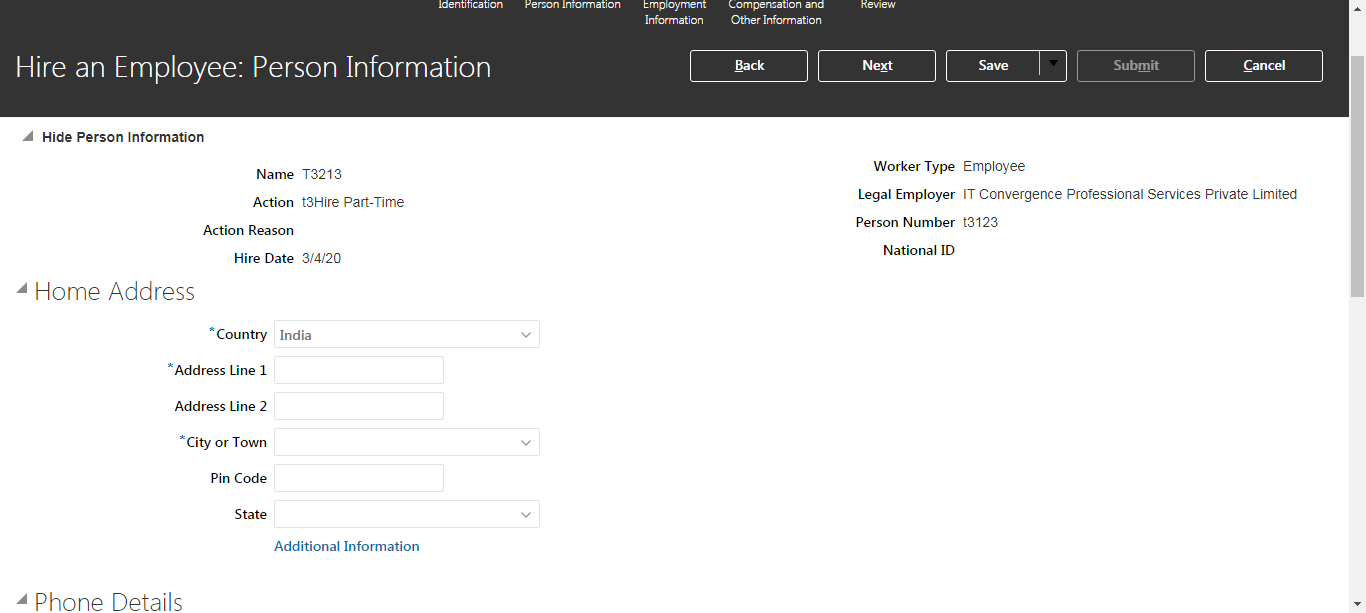 Identification
Person Information
Employment
Information
Compensation and
Other Information
Review
Hire an Employee: Person Information
Back
Next
Save
Submit
Cancel
Hide Person Information
Name T3213
Action t3Hire Part-Time
Action Reason
Hire Date 3/4/20
Worker Type Employee
Legal Employer IT Convergence Professional Services Private Limited
Person Number t3123
National ID
Home Address
*Country India
*Address Line 1
Address Line 2
*City or Town
Pin Code
State
Additional Information
Phone Details